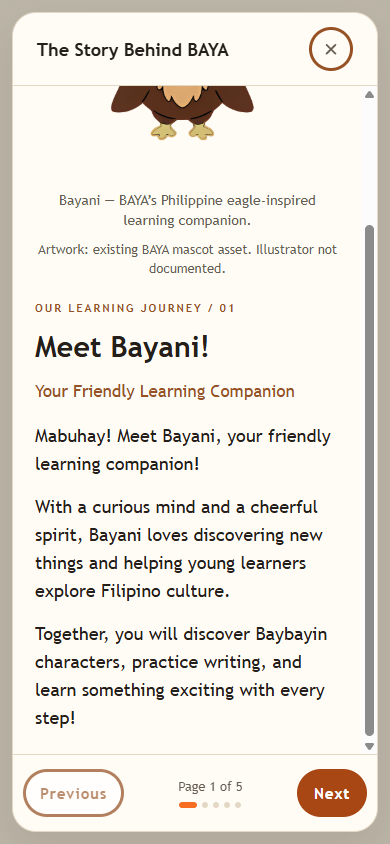 The Story Behind BAYA
Bayani — BAYA's Philippine eagle-inspired
learning companion.
Artwork: existing BAYA mascot asset. Illustrator not
documented.
OUR LEARNING JOURNEY / 01
Meet Bayani!
Your Friendly Learning Companion
Mabuhay! Meet Bayani, your friendly
learning companion!
With a curious mind and a cheerful
spirit, Bayani loves discovering new
things and helping young learners
explore Filipino culture.
Together, you will discover Baybayin
characters, practice writing, and
learn something exciting with every
step!
Previous
Page 1 of 5
Next